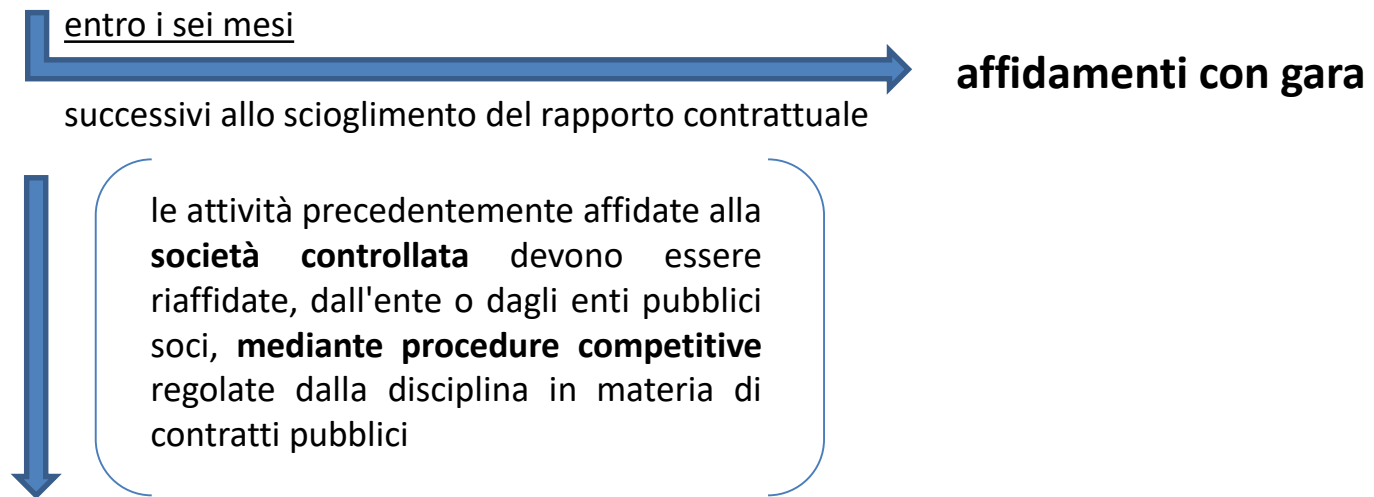 entro i sei mesi
affidamenti con gara
successivi allo scioglimento del rapporto contrattuale
le attività precedentemente affidate alla
società controllata devono essere
riaffidate, dall'ente o dagli enti pubblici
soci, mediante procedure competitive
regolate dalla disciplina in materia di
contratti pubblici